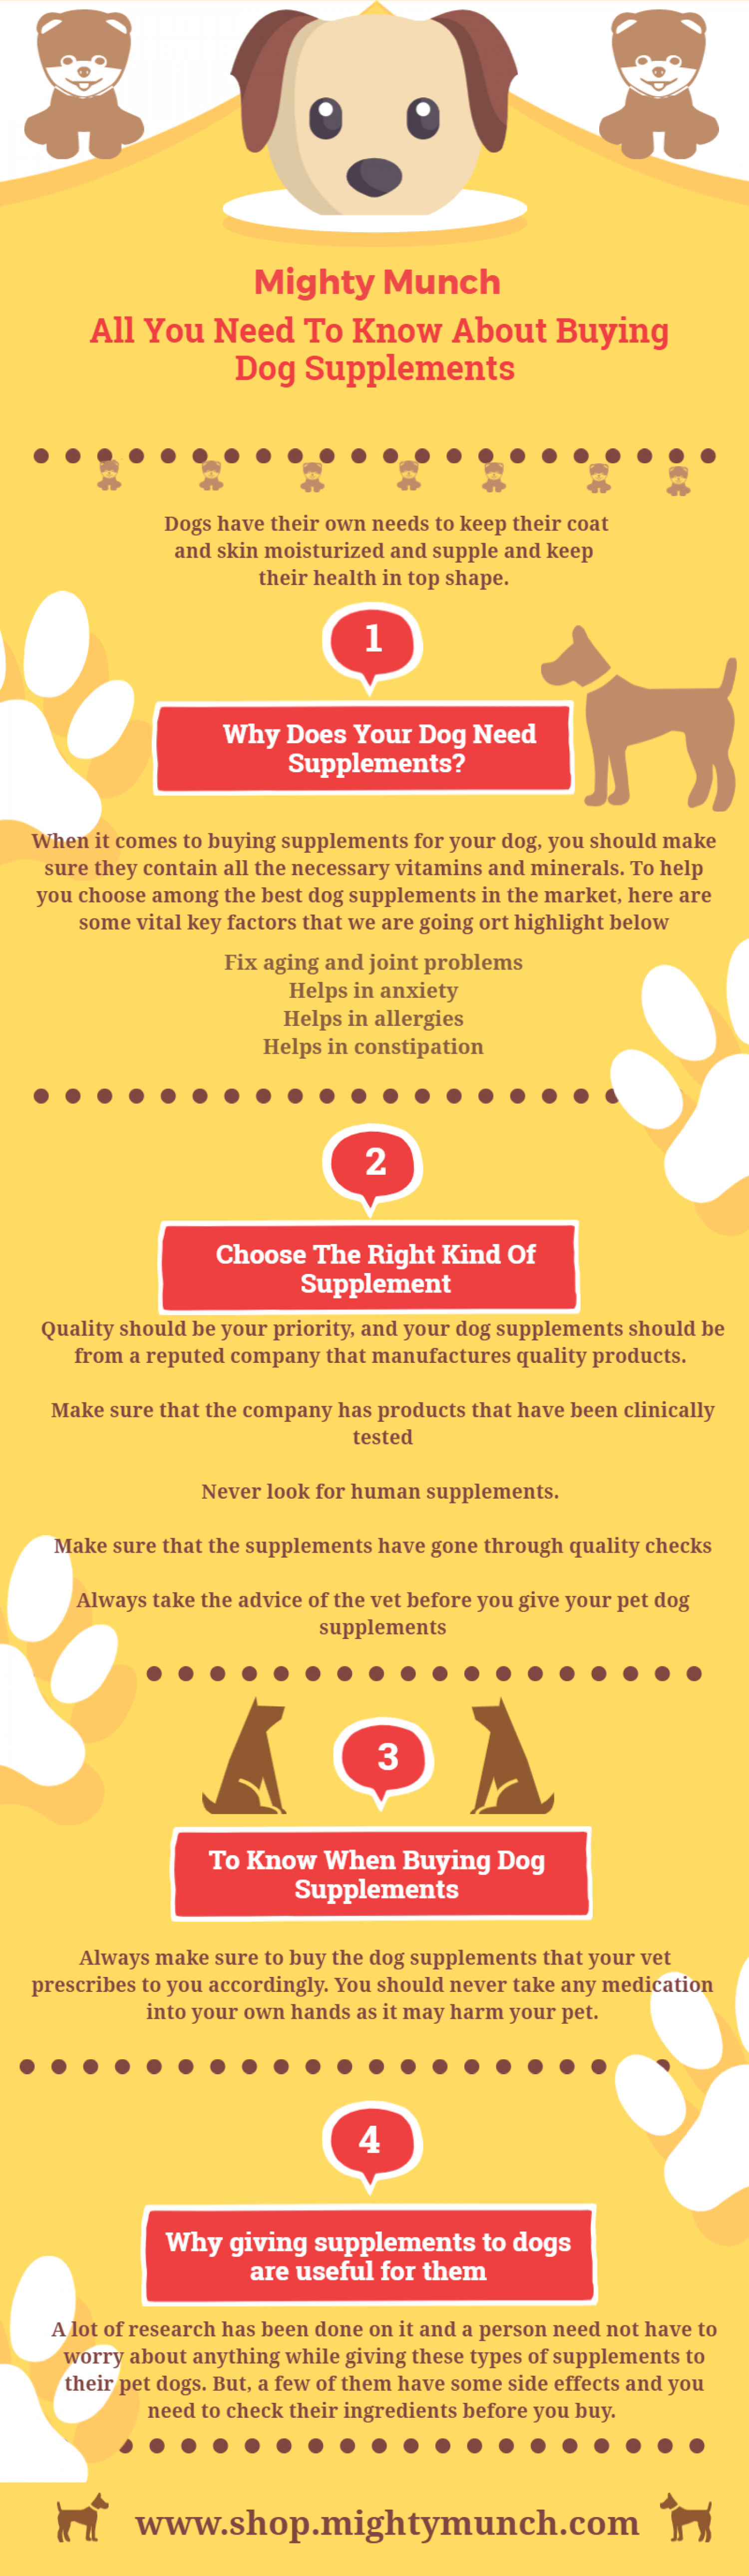 Mighty Munch
All You Need To Know About Buying
Dog Supplements
Dogs have their own needs to keep their coat
and skin moisturized and supple and keep
their health in top shape.
1
Why Does Your Dog Need
Supplements?
When it comes to buying supplements for your dog, you should make
sure they contain all the necessary vitamins and minerals. To help
you choose among the best dog supplements in the market, here are
some vital key factors that we are going ort highlight below
Fix aging and joint problems
Helps in anxiety
Helps in allergies
Helps in constipation
2
Choose The Right Kind Of
Supplement
Quality should be your priority, and your dog supplements should be
from a reputed company that manufactures quality products.
Make sure that the company has products that have been clinically
tested
Never look for human supplements.
Make sure that the supplements have gone through quality checks
Always take the advice of the vet before you give your pet dog
supplements
3
To Know When Buying Dog
Supplements
Always make sure to buy the dog supplements that your vet
prescribes to you accordingly. You should never take any medication
into your own hands as it may harm your pet.
4
Why giving supplements to dogs
are useful for them
A lot of research has been done on it and a person need not have to
worry about anything while giving these types of supplements to
their pet dogs. But, a few of them have some side effects and you
need to check their ingredients before you buy.
www.shop.mightymunch.com